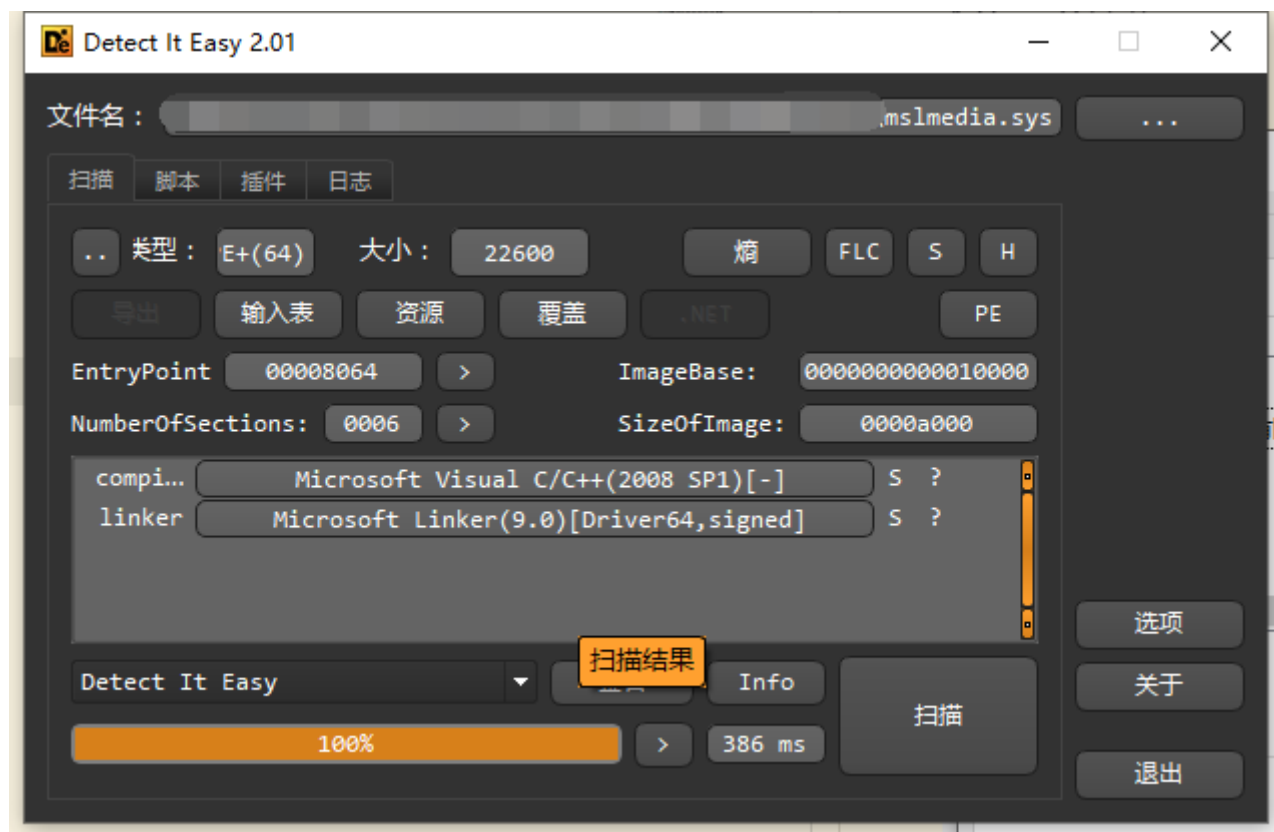 Detect It Easy 2.01
文件名： mslmedia.sys ...
扫描 脚本 插件 日志
.. 类型： E+(64) 大小： 22600 熵 FLC S H
导出 输入表 资源 覆盖 .NET PE
EntryPoint 00008064 > ImageBase: 0000000000010000
NumberOfSections: 0006 > SizeOfImage: 0000a000
compi... Microsoft Visual C/C++(2008 SP1)[-] S ?
linker Microsoft Linker(9.0)[Driver64,signed] S ?
选项
扫描结果
Detect It Easy Info
关于
扫描
100% > 386 ms
退出